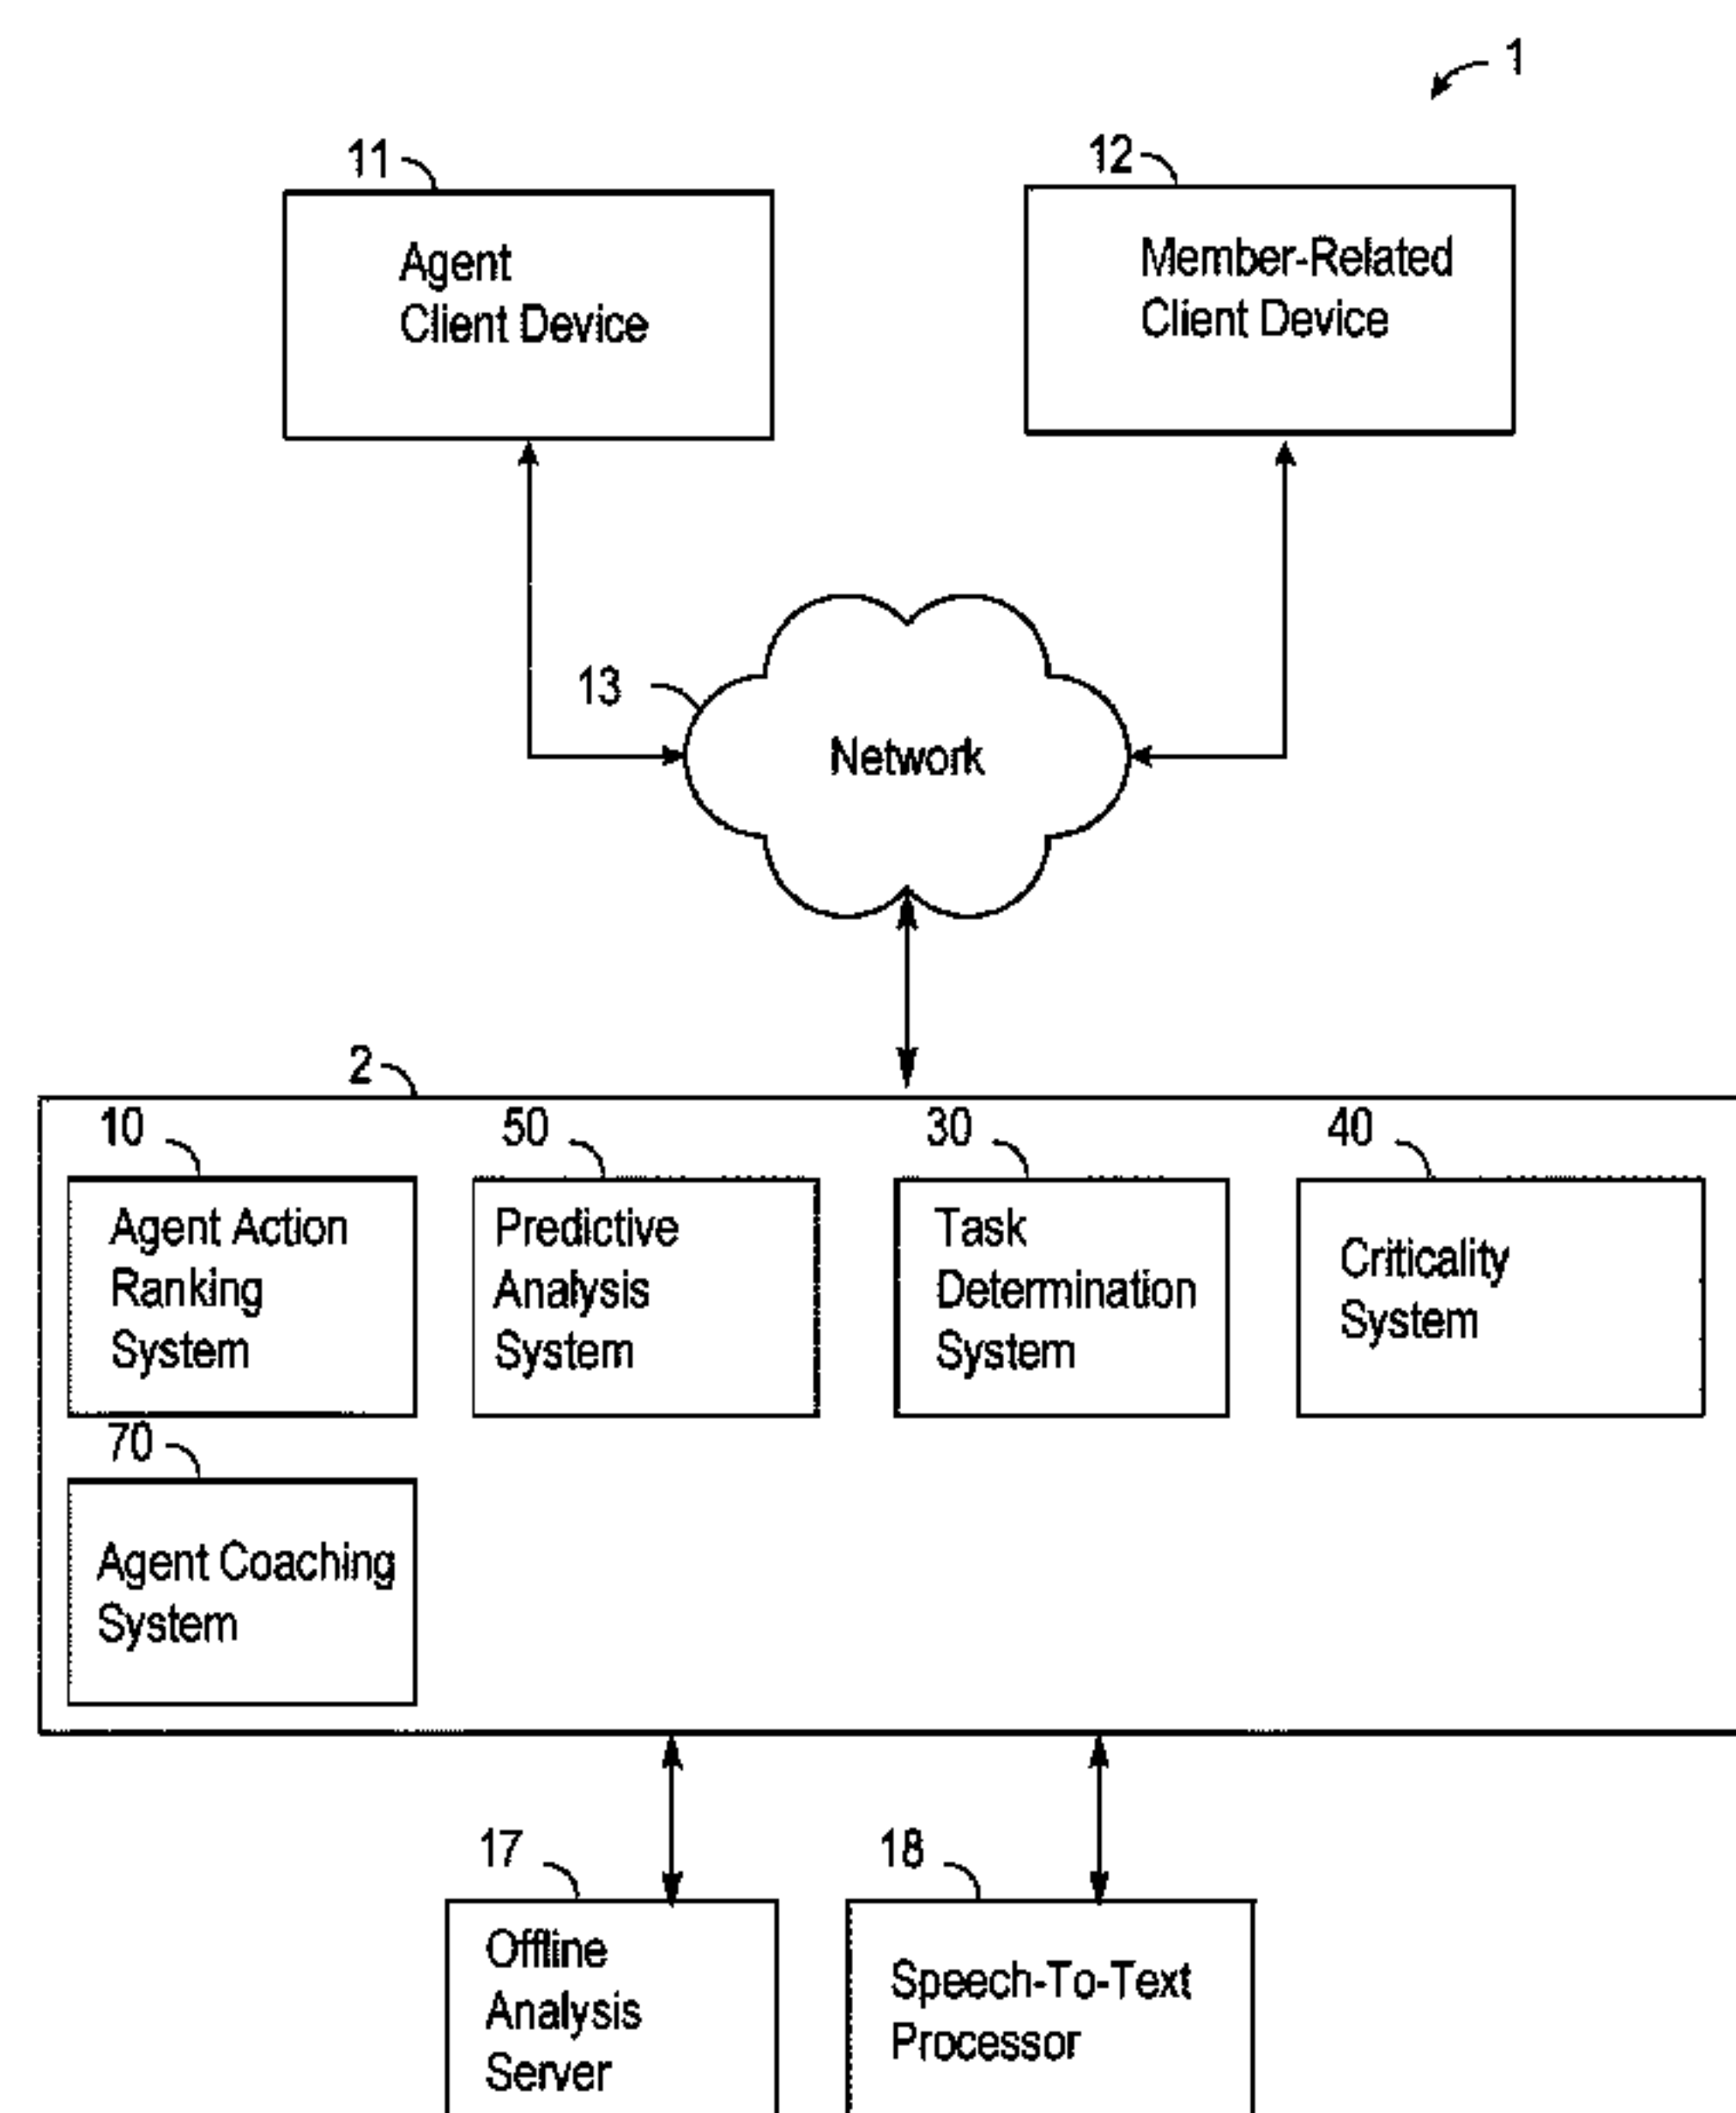 1
11
Agent
Client Device
12
Member-Related
Client Device
13
Network
2
10
Agent Action
Ranking
System
50
Predictive
Analysis
System
30
Task
Determination
System
40
Criticality
System
70
Agent Coaching
System
17
Offline
Analysis
Server
18
Speech-To-Text
Processor